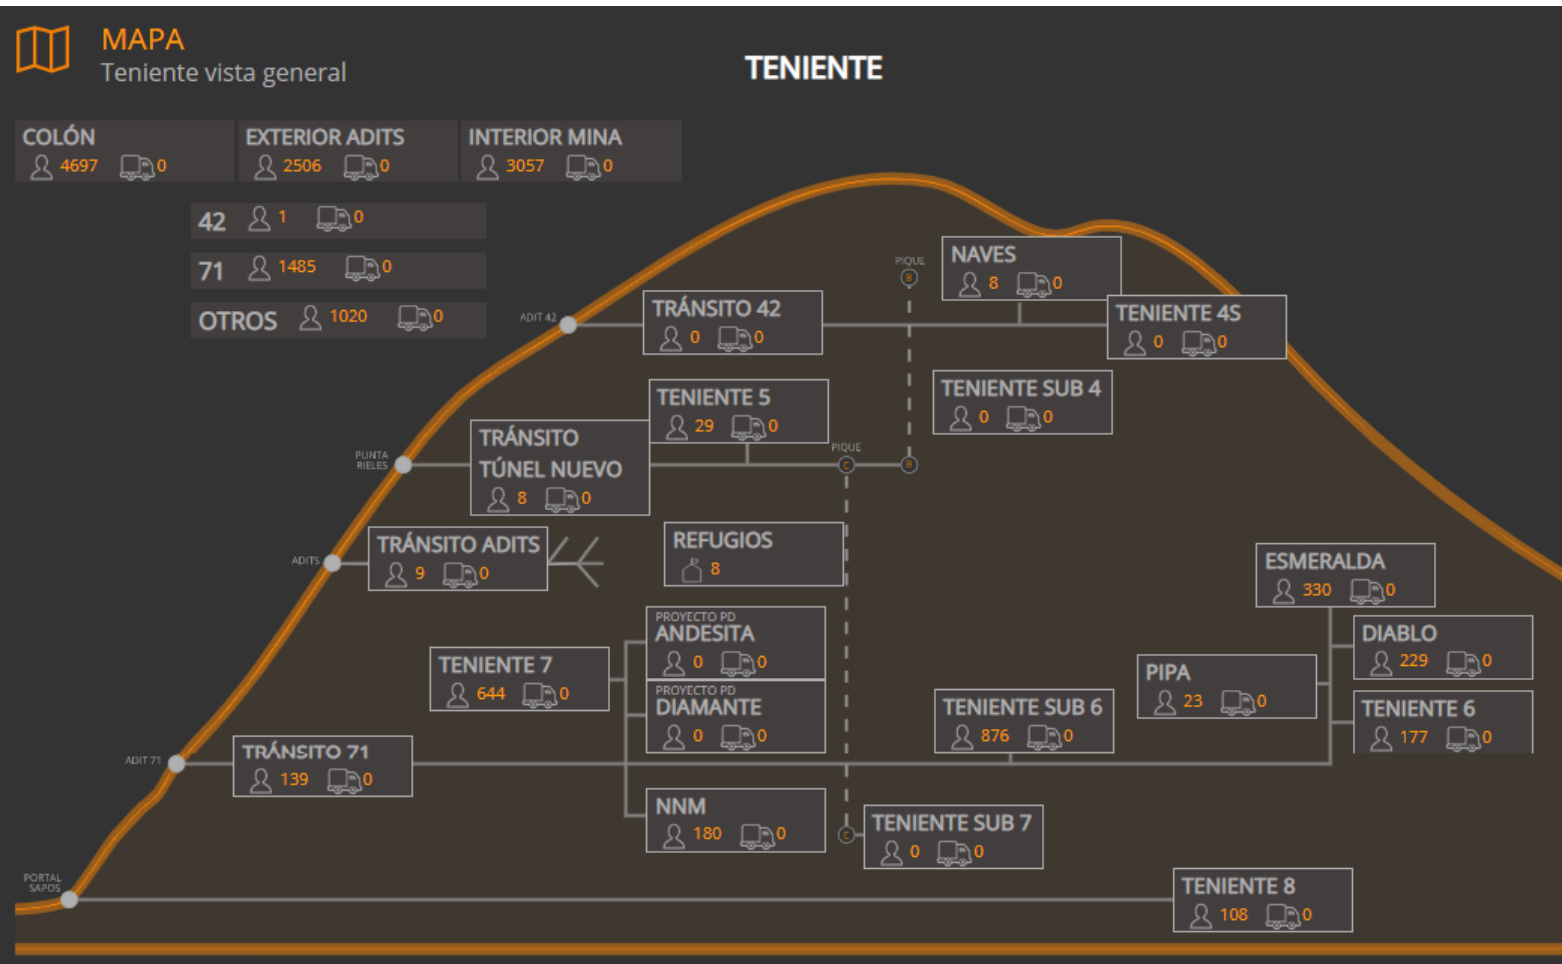 MAPA
Teniente vista general
TENIENTE
COLÓN
4697 0
EXTERIOR ADITS
2506 0
INTERIOR MINA
3057 0
42 1 0
71 1485 0
OTROS 1020 0
PIQUE
B
NAVES
8 0
ADIT 42
TRÁNSITO 42
0 0
TENIENTE 4S
0 0
TENIENTE 5
29 0
TENIENTE SUB 4
0 0
PUNTA
RIELES
TRÁNSITO
TÚNEL NUEVO
8 0
PIQUE
C
B
ADITS
TRÁNSITO ADITS
9 0
REFUGIOS
8
ESMERALDA
330 0
PROYECTO PD
ANDESITA
0 0
DIABLO
229 0
TENIENTE 7
644 0
PIPA
23 0
PROYECTO PD
DIAMANTE
0 0
TENIENTE SUB 6
876 0
TENIENTE 6
177 0
ADIT 71
TRÁNSITO 71
139 0
NNM
180 0
C
TENIENTE SUB 7
0 0
PORTAL
SAPOS
TENIENTE 8
108 0